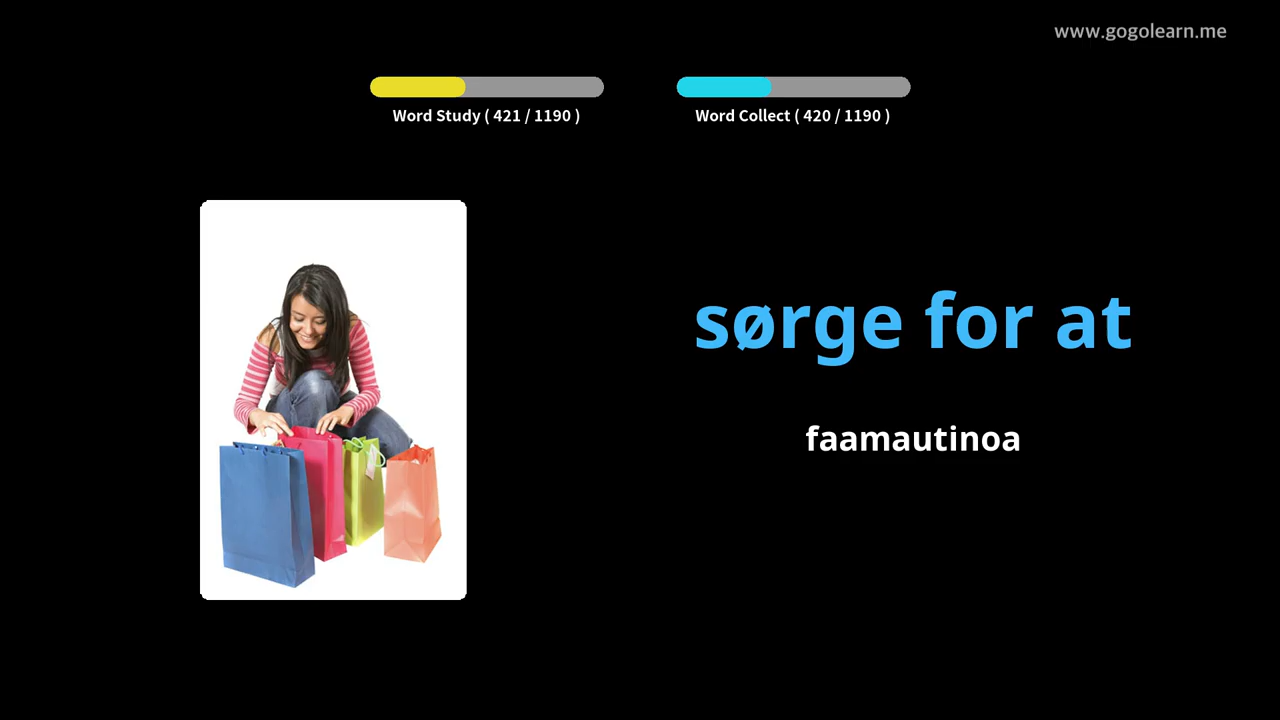 www.gogolearn.me
Word Study ( 421 / 1190 )
Word Collect ( 420 / 1190 )
sørge for at
faamautinoa